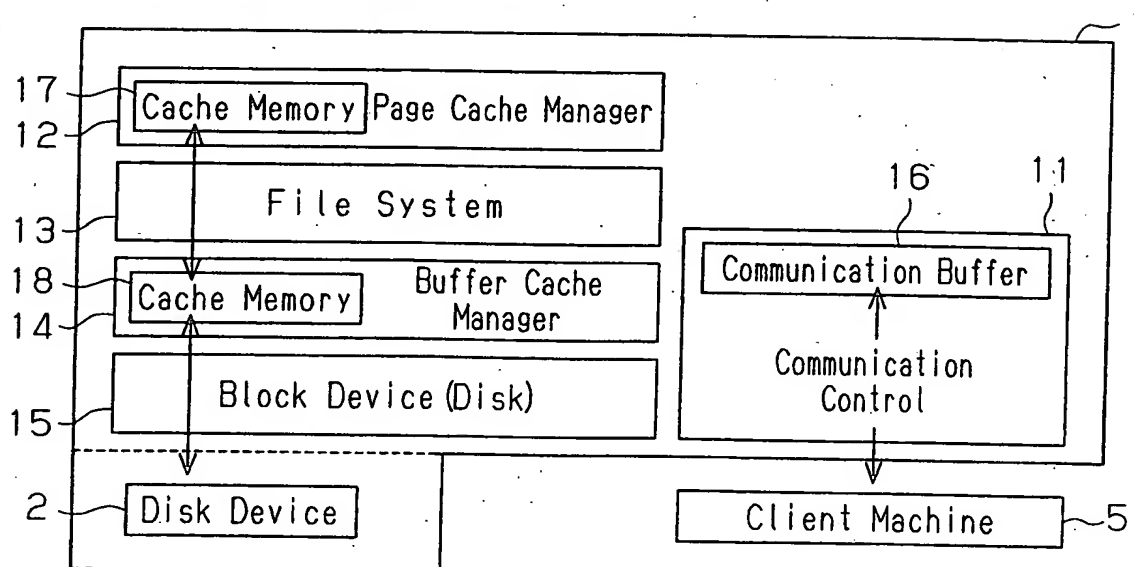 17
Cache Memory
Page Cache Manager
12
File System
13
16
11
18
Cache Memory
Buffer Cache
Manager
14
Communication Buffer
Communication
Control
Block Device (Disk)
15
2
Disk Device
Client Machine
5